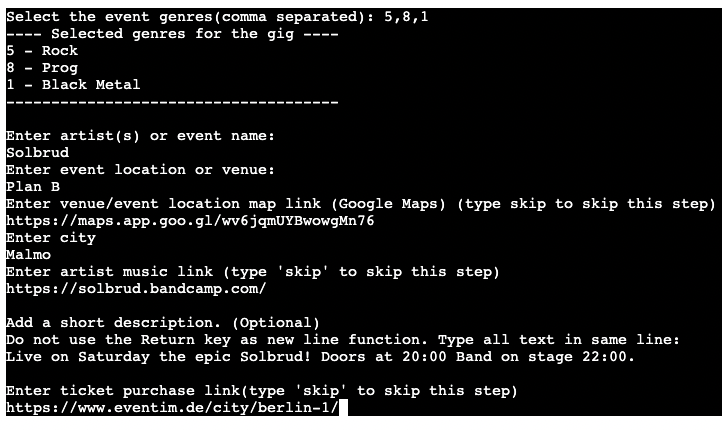 Select the event genres(comma separated): 5,8,1
---- Selected genres for the gig ----
5 - Rock
8 - Prog
1 - Black Metal
-------------------------------------
Enter artist(s) or event name:
Solbrud
Enter event location or venue:
Plan B
Enter venue/event location map link (Google Maps) (type skip to skip this step)
https://maps.app.goo.gl/wv6jqmUYBwowgMn76
Enter city
Malmo
Enter artist music link (type 'skip' to skip this step)
https://solbrud.bandcamp.com/
Add a short description. (Optional)
Do not use the Return key as new line function. Type all text in same line:
Live on Saturday the epic Solbrud! Doors at 20:00 Band on stage 22:00.
Enter ticket purchase link(type 'skip' to skip this step)
https://www.eventim.de/city/berlin-1/